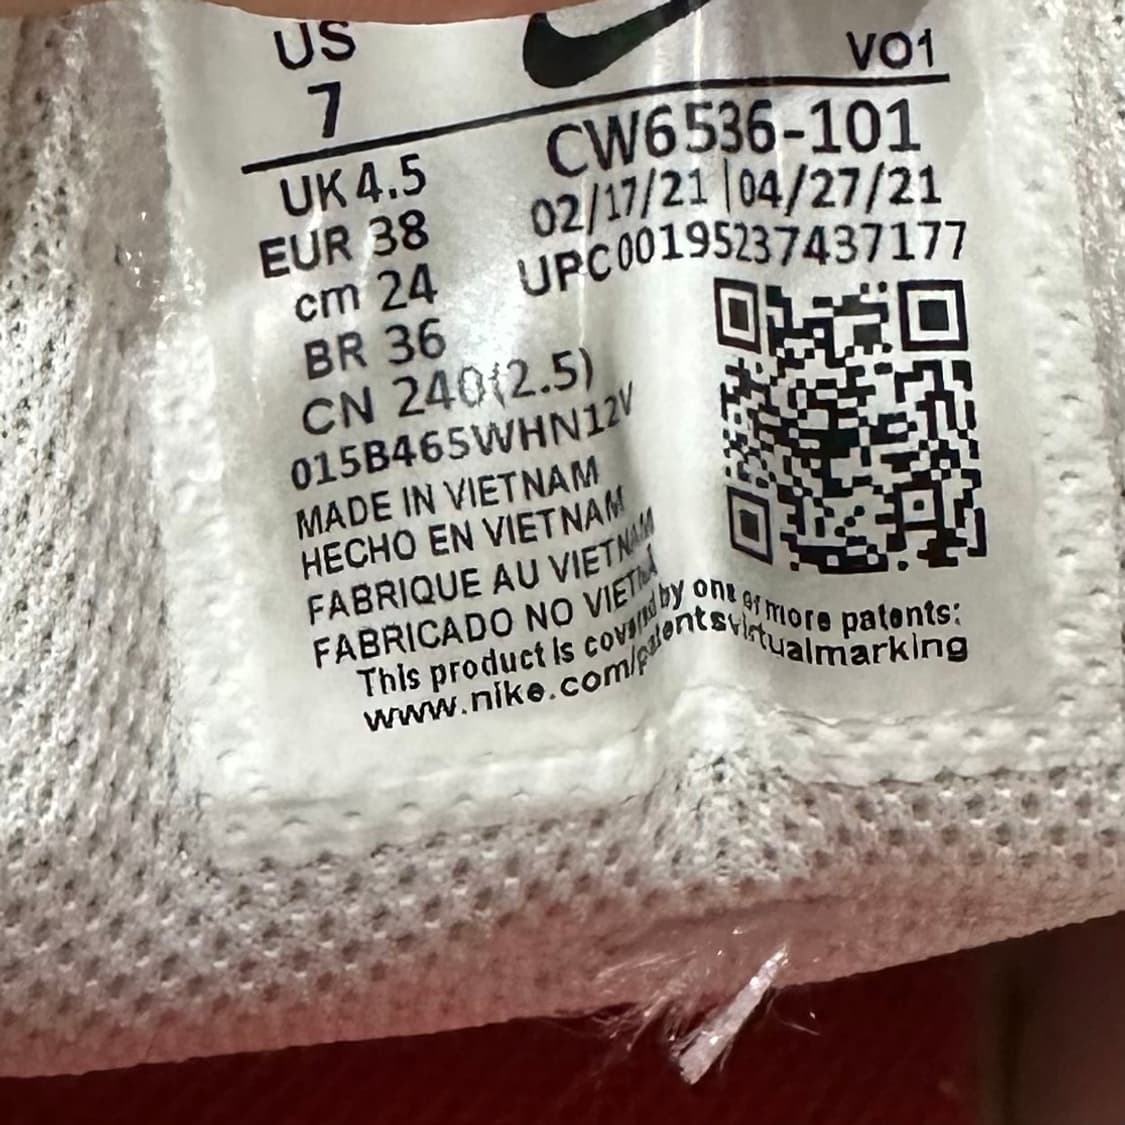 US
7
VO1
UK 4.5
EUR 38
cm 24
BR 36
CN 240(2.5)
CW6536-101
02/17/21 | 04/27/21
UPC00195237437177
015B465WHN12V
MADE IN VIETNAM
HECHO EN VIETNAM
FABRIQUE AU VIETNAM
FABRICADO NO VIETNA
This product is covered by one or more patents:
www.nike.com/patentsvirtualmarking